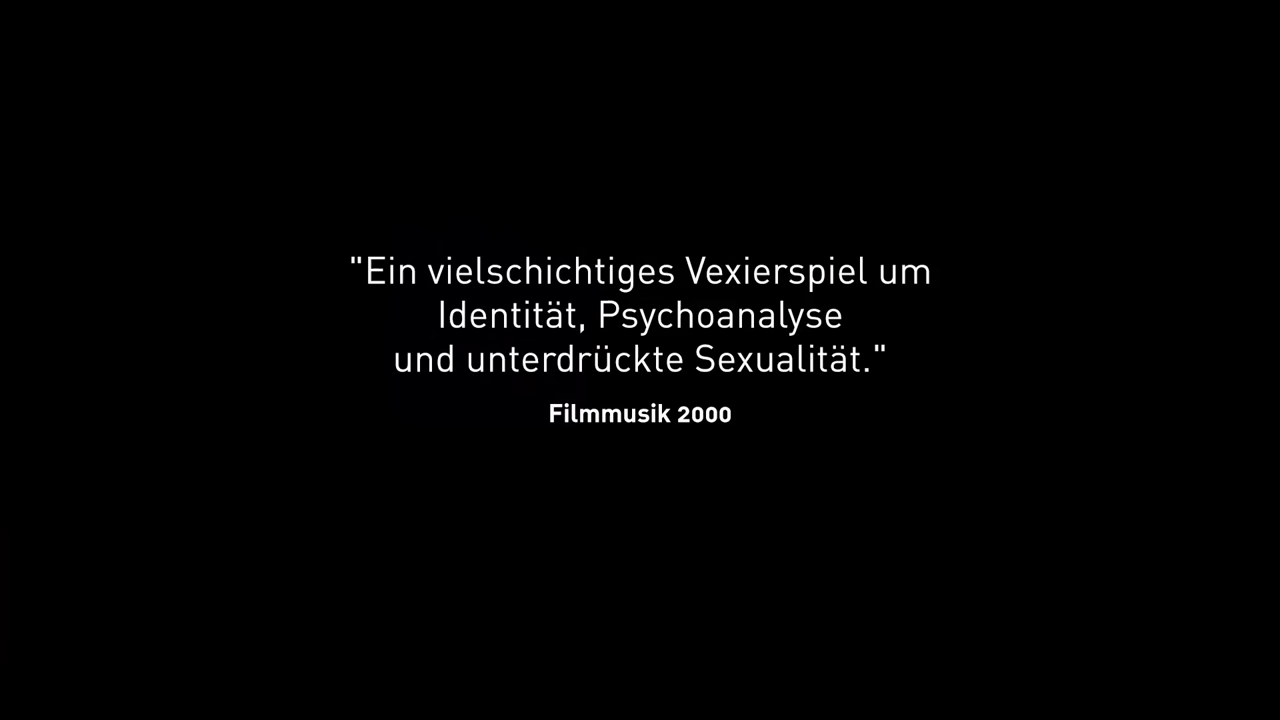 "Ein vielschichtiges Vexierspiel um
Identität, Psychoanalyse
und unterdrückte Sexualität."
Filmmusik 2000